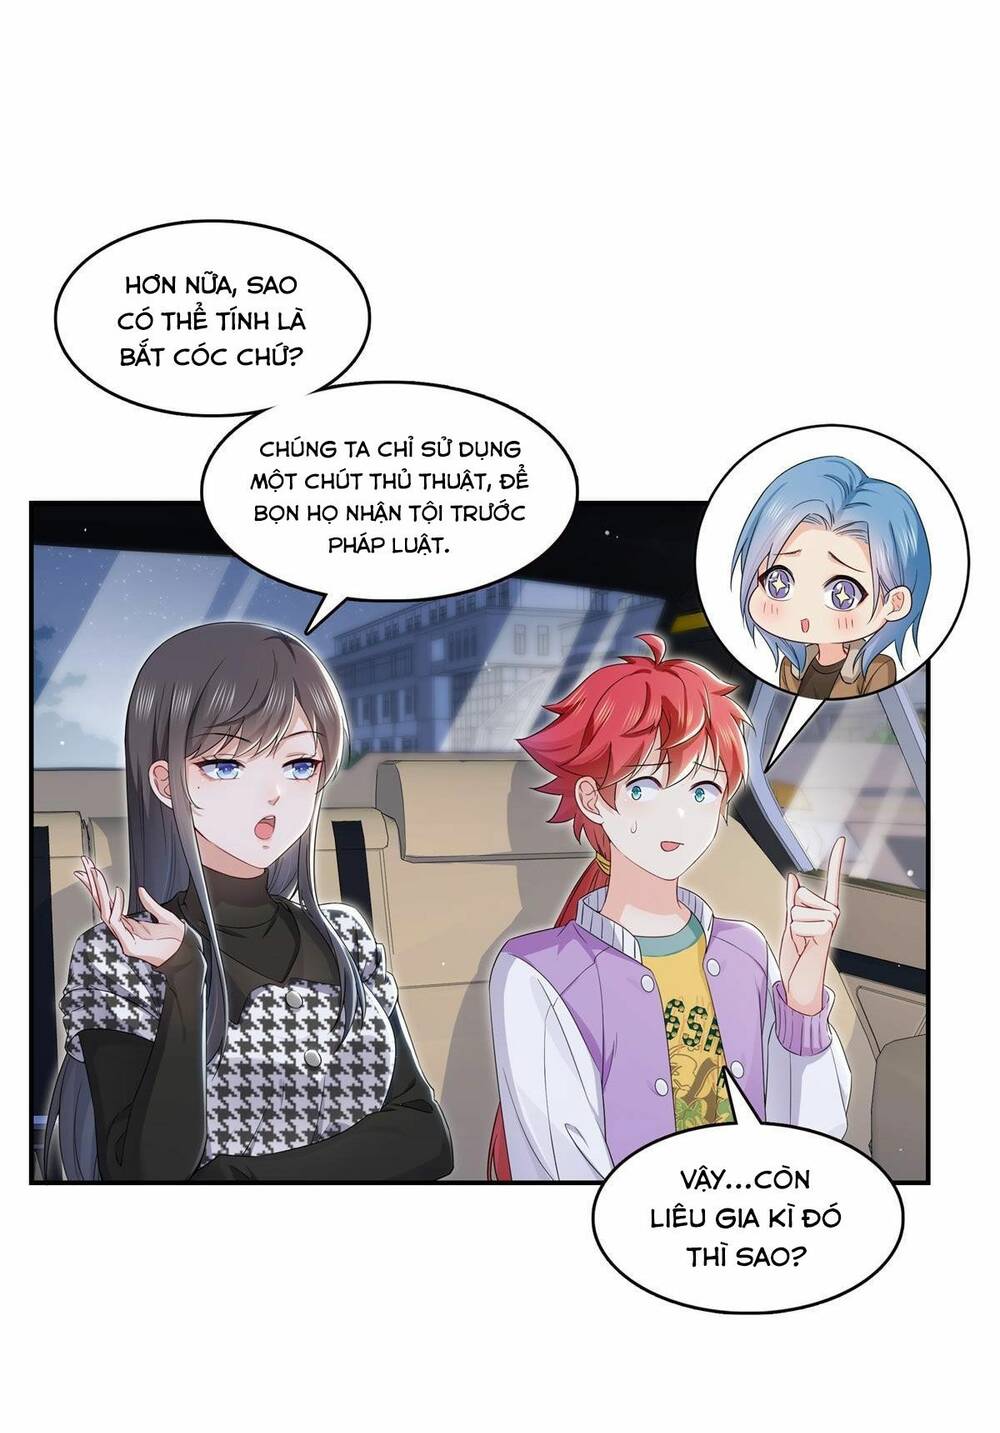 HƠN NỮA, SAO
CÓ THỂ TÍNH LÀ
BẮT CÓC CHỨ?
CHÚNG TA CHỈ SỬ DỤNG
MỘT CHÚT THỦ THUẬT, ĐỂ
BỌN HỌ NHẬN TỘI TRƯỚC
PHÁP LUẬT.
VẬY...CÒN
LIÊU GIA KÌ ĐÓ
THÌ SAO?